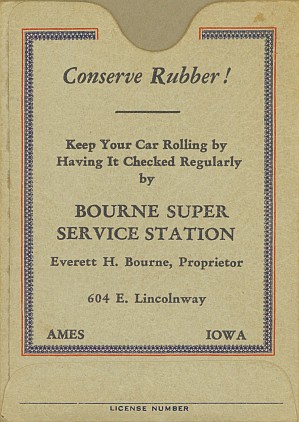 Conserve Rubber!
Keep Your Car Rolling by
Having It Checked Regularly
by
BOURNE SUPER
SERVICE STATION
Everett H. Bourne, Proprietor
604 E. Lincolnway
AMES IOWA
LICENSE NUMBER